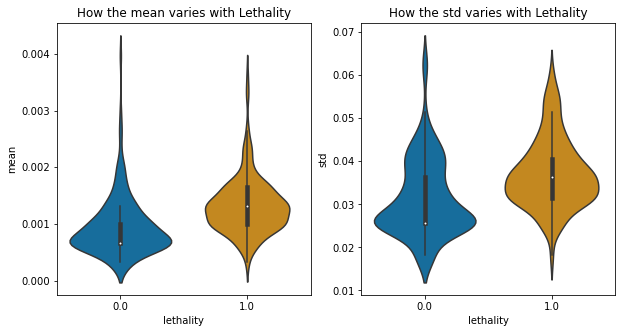 How the mean varies with Lethality
0.004
0.003
0.002
0.001
0.000
mean
0.0
1.0
lethality
How the std varies with Lethality
0.07
0.06
0.05
0.04
0.03
0.02
0.01
std
0.0
1.0
lethality